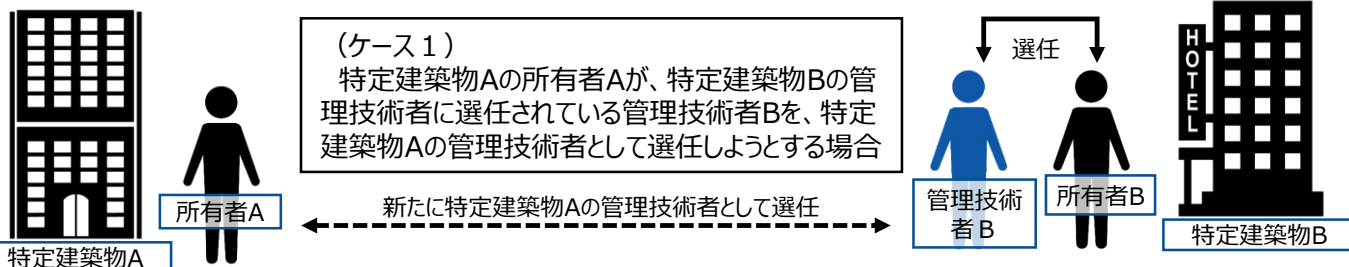 （ケース１）
特定建築物Aの所有者Aが、特定建築物Bの管
理技術者に選任されている管理技術者Bを、特定
建築物Aの管理技術者として選任しようとする場合
選任
HOTEL
所有者A
新たに特定建築物Aの管理技術者として選任
管理技術
者Ｂ
所有者B
特定建築物A
特定建築物B